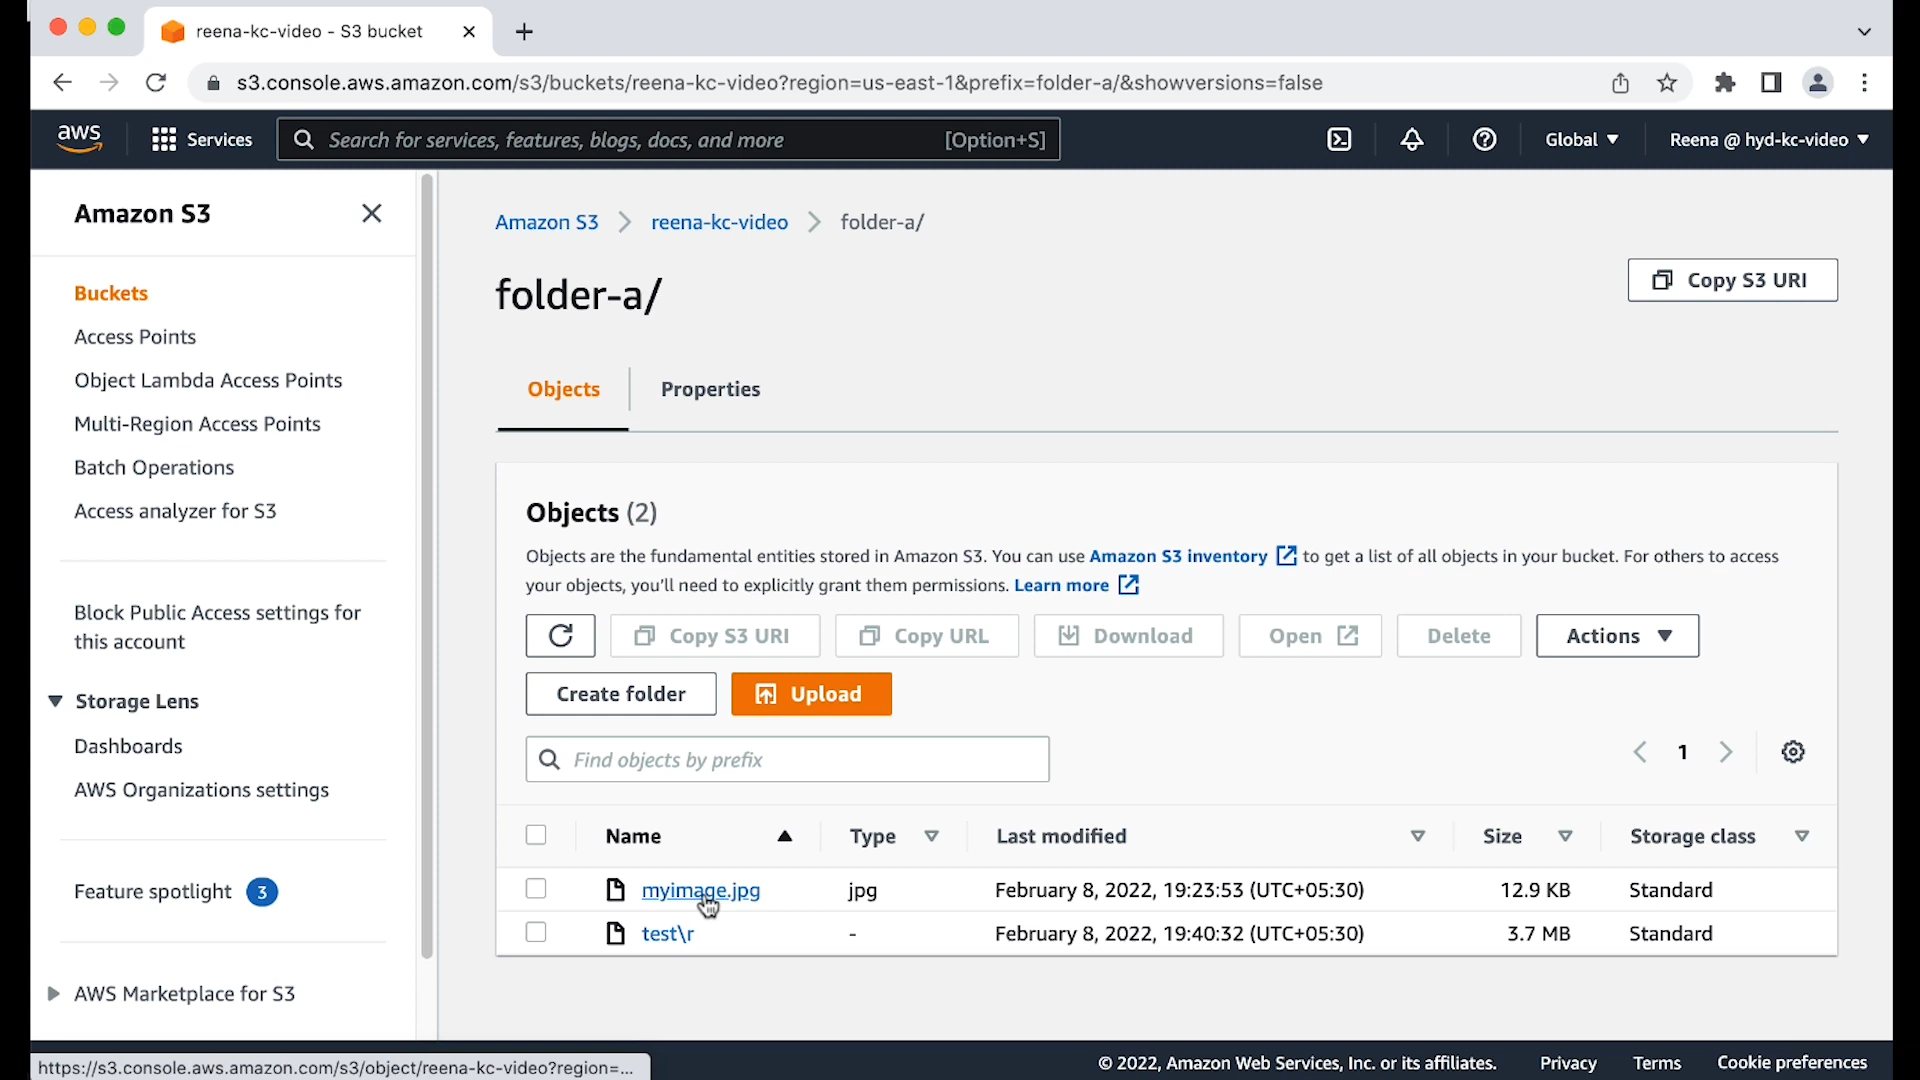 reena-kc-video - S3 bucket
s3.console.aws.amazon.com/s3/buckets/reena-kc-video?region=us-east-1&prefix=folder-a/&showversions=false
aws Services Search for services, features, blogs, docs, and more [Option+S] Global Reena @ hyd-kc-video
Amazon S3
Buckets
Access Points
Object Lambda Access Points
Multi-Region Access Points
Batch Operations
Access analyzer for S3
Block Public Access settings for
this account
Storage Lens
Dashboards
AWS Organizations settings
Feature spotlight 3
AWS Marketplace for S3
Amazon S3 reena-kc-video folder-a/
folder-a/
Copy S3 URI
Objects Properties
Objects (2)
Objects are the fundamental entities stored in Amazon S3. You can use Amazon S3 inventory to get a list of all objects in your bucket. For others to access
your objects, you'll need to explicitly grant them permissions. Learn more
Copy S3 URI Copy URL Download Open Delete Actions
Create folder Upload
Find objects by prefix 1
Name Type Last modified Size Storage class
myimage.jpg jpg February 8, 2022, 19:23:53 (UTC+05:30) 12.9 KB Standard
test\r - February 8, 2022, 19:40:32 (UTC+05:30) 3.7 MB Standard
https://s3.console.aws.amazon.com/s3/object/reena-kc-video?region=...
© 2022, Amazon Web Services, Inc. or its affiliates. Privacy Terms Cookie preferences